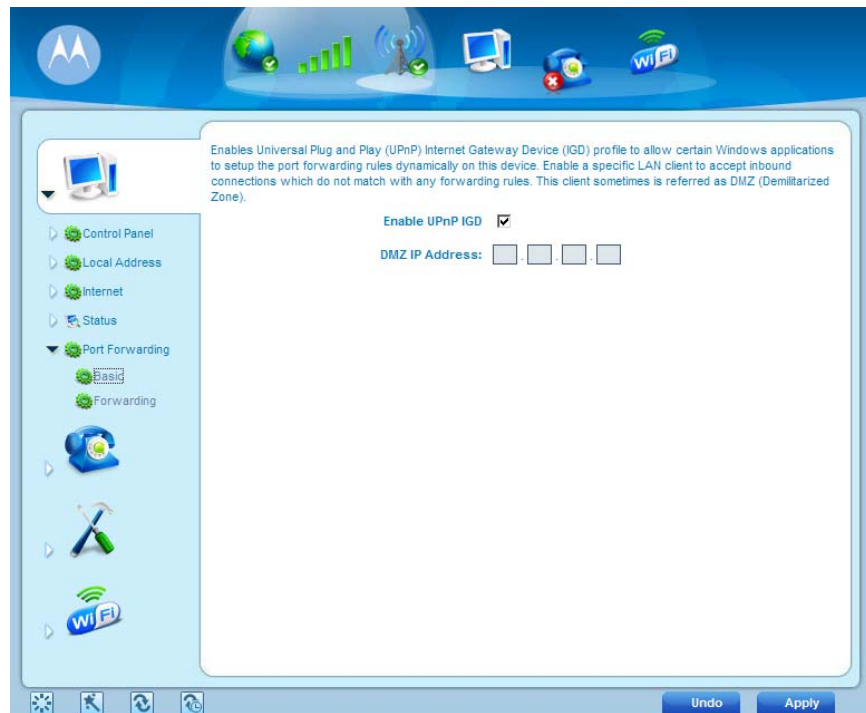 WiFi
Enables Universal Plug and Play (UPnP) Internet Gateway Device (IGD) profile to allow certain Windows applications
to setup the port forwarding rules dynamically on this device. Enable a specific LAN client to accept inbound
connections which do not match with any forwarding rules. This client sometimes is referred as DMZ (Demilitarized
Zone).
Enable UPnP IGD
DMZ IP Address: . . .
Control Panel
Local Address
Internet
Status
Port Forwarding
Basic
Forwarding
WiFi
Undo Apply